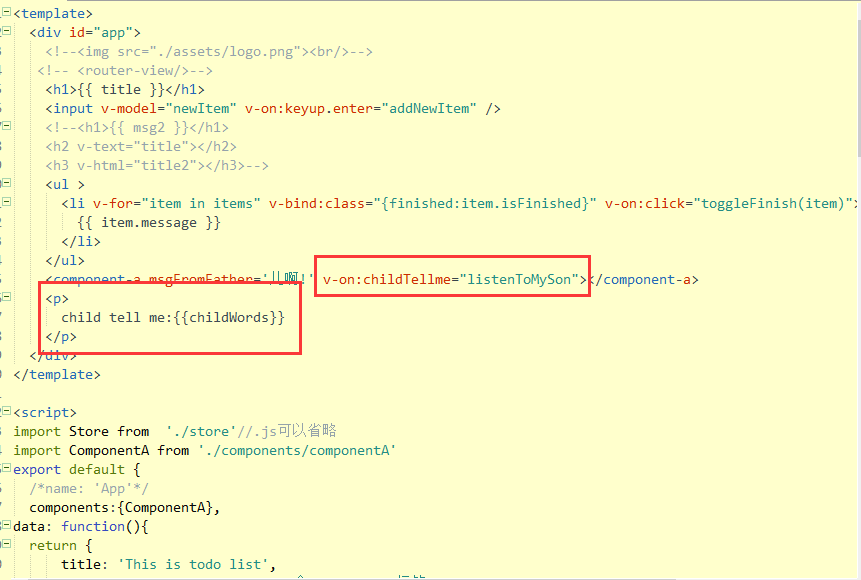 <template>
<div id="app">
<!--<img src="./assets/logo.png"><br/>-->
<!-- <router-view/>-->
<h1>{{ title }}</h1>
<input v-model="newItem" v-on:keyup.enter="addNewItem" />
<!--<h1>{{ msg2 }}</h1>
<h2 v-text="title"></h2>
<h3 v-html="title2"></h3>-->
<ul >
<li v-for="item in items" v-bind:class="{finished:item.isFinished}" v-on:click="toggleFinish(item)">
{{ item.message }}
</li>
</ul>
<component-a msgFromFather='儿啊!' v-on:childTellme="listenToMySon"></component-a>
<p>
child tell me:{{childWords}}
</p>
</div>
</template>
<script>
import Store from './store'//.js可以省略
import ComponentA from './components/componentA'
export default {
/*name: 'App'*/
components:{ComponentA},
data: function(){
return {
title: 'This is todo list',